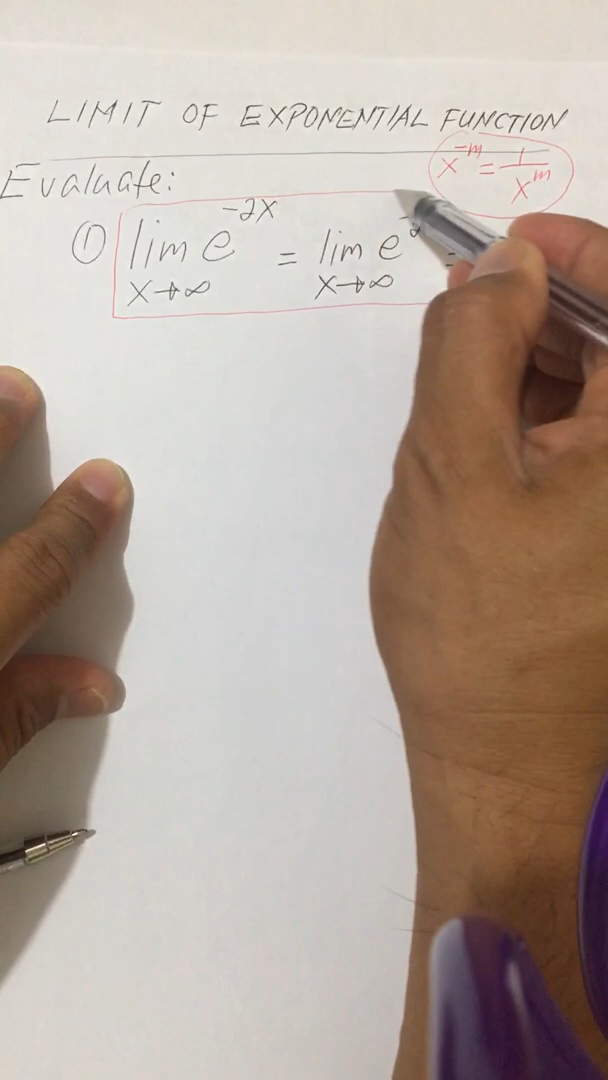 LIMIT OF EXPONENTIAL FUNCTION
x^-m = 1/x^m
Evaluate:
① lim e^-2x = lim e^- =
x→∞ x→∞